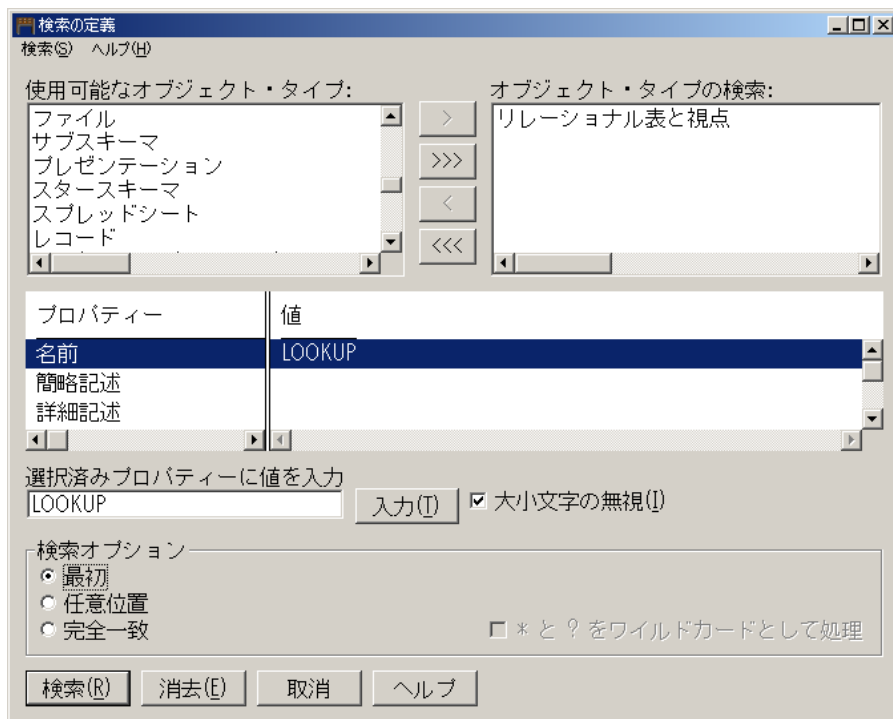 検索の定義
検索(S) ヘルプ(H)
使用可能なオブジェクト・タイプ:
ファイル
サブスキーマ
プレゼンテーション
スタースキーマ
スプレッドシート
レコード
>
>>>
<
<<<
オブジェクト・タイプの検索:
リレーショナル表と視点
プロパティー 値
名前 LOOKUP
簡略記述
詳細記述
選択済みプロパティーに値を入力
LOOKUP 入力(T) 大小文字の無視(I)
検索オプション
最初
任意位置
完全一致 * と ? をワイルドカードとして処理
検索(R) 消去(E) 取消 ヘルプ